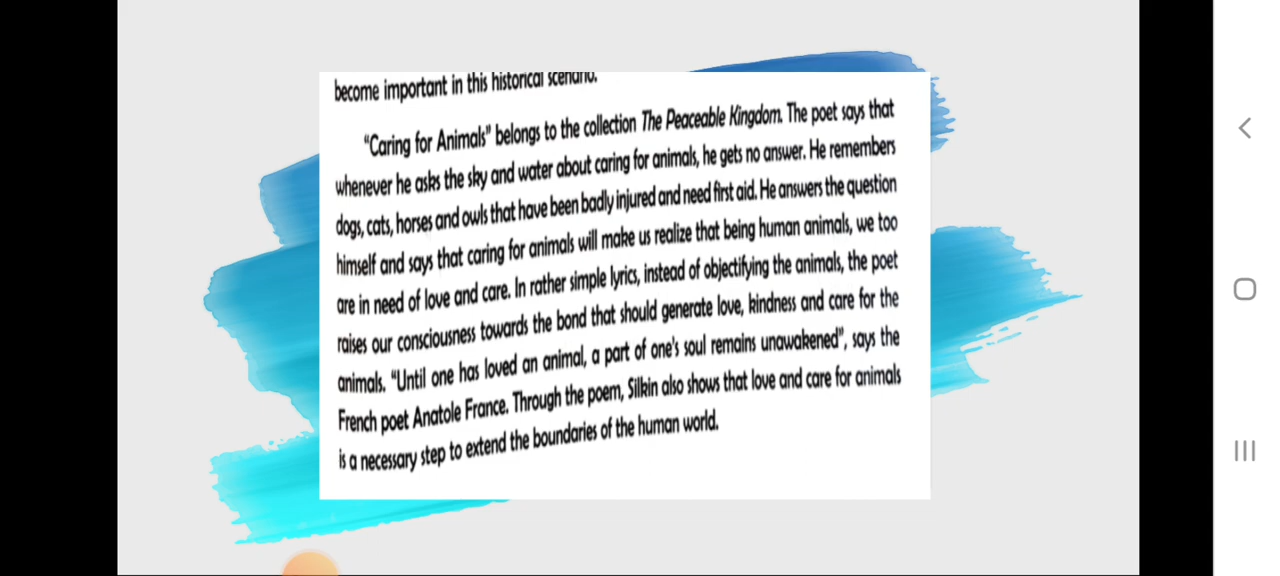 become important in this historical scenario.
"Caring for Animals" belongs to the collection The Peaceable Kingdom. The poet says that
whenever he asks the sky and water about caring for animals, he gets no answer. He remembers
dogs, cats, horses and owls that have been badly injured and need first aid. He answers the question
himself and says that caring for animals will make us realize that being human animals, we too
are in need of love and care. In rather simple lyrics, instead of objectifying the animals, the poet
raises our consciousness towards the bond that should generate love, kindness and care for the
animals. "Until one has loved an animal, a part of one's soul remains unawakened", says the
French poet Anatole France. Through the poem, Silkin also shows that love and care for animals
is a necessary step to extend the boundaries of the human world.